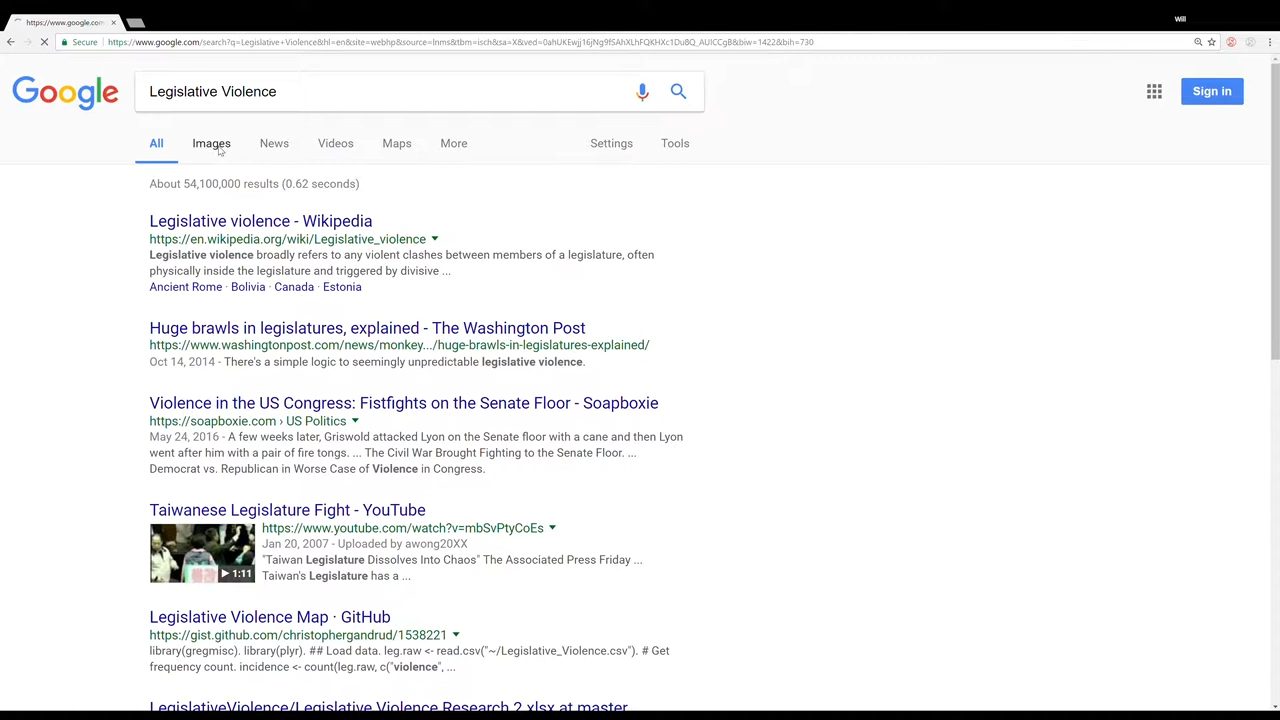 https://www.google.com
Will
Secure https://www.google.com/search?q=Legislative+Violence&hl=en&site=webhp&source=lnms&tbm=isch&sa=X&ved=0ahUKEwjj16jNg9fSAhXLhFQKHXc1Du8Q_AUICCgB&biw=1422&bih=730
Google
Legislative Violence
Sign in
All Images News Videos Maps More Settings Tools
About 54,100,000 results (0.62 seconds)
Legislative violence - Wikipedia
https://en.wikipedia.org/wiki/Legislative_violence
Legislative violence broadly refers to any violent clashes between members of a legislature, often
physically inside the legislature and triggered by divisive ...
Ancient Rome · Bolivia · Canada · Estonia
Huge brawls in legislatures, explained - The Washington Post
https://www.washingtonpost.com/news/monkey.../huge-brawls-in-legislatures-explained/
Oct 14, 2014 - There's a simple logic to seemingly unpredictable legislative violence.
Violence in the US Congress: Fistfights on the Senate Floor - Soapboxie
https://soapboxie.com › US Politics
May 24, 2016 - A few weeks later, Griswold attacked Lyon on the Senate floor with a cane and then Lyon
went after him with a pair of fire tongs. ... The Civil War Brought Fighting to the Senate Floor. ...
Democrat vs. Republican in Worse Case of Violence in Congress.
Taiwanese Legislature Fight - YouTube
https://www.youtube.com/watch?v=mbSvPtyCoEs
Jan 20, 2007 - Uploaded by awong20XX
"Taiwan Legislature Dissolves Into Chaos" The Associated Press Friday ...
Taiwan's Legislature has a ...
1:11
Legislative Violence Map · GitHub
https://gist.github.com/christophergandrud/1538221
library(gregmisc). library(plyr). ## Load data. leg.raw <- read.csv("~/Legislative_Violence.csv"). # Get
frequency count. incidence <- count(leg.raw, c("violence", ...
LegislativeViolence/Legislative Violence Research 2.xlsx at master